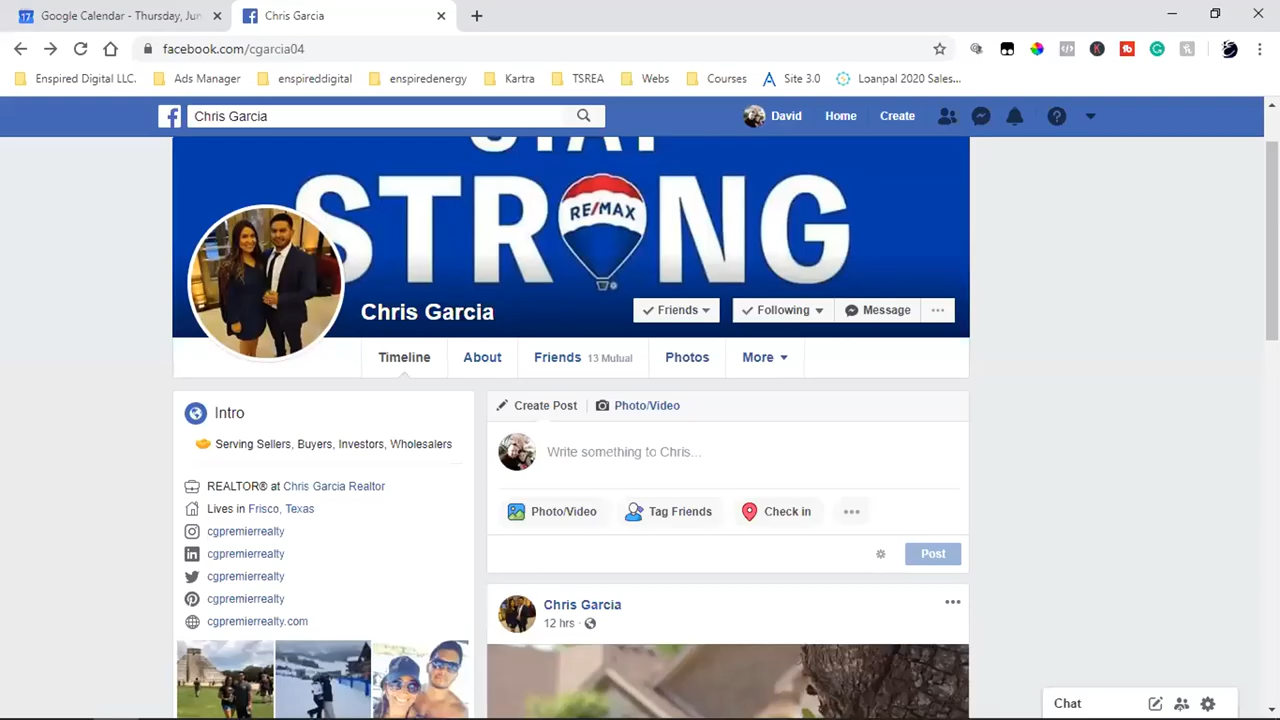 Google Calendar - Thursday, Jun
Chris Garcia
facebook.com/cgarcia04
Enspired Digital LLC.
Ads Manager
enspireddigital
enspiredenergy
Kartra
TSREA
Webs
Courses
Site 3.0
Loanpal 2020 Sales...
Chris Garcia
David
Home
Create
STAY
STRONG
RE/MAX
Chris Garcia
Friends
Following
Message
Timeline
About
Friends 13 Mutual
Photos
More
Intro
Serving Sellers, Buyers, Investors, Wholesalers
REALTOR® at Chris Garcia Realtor
Lives in Frisco, Texas
cgpremierrealty
cgpremierrealty
cgpremierrealty
cgpremierrealty
cgpremierrealty.com
Create Post
Photo/Video
Write something to Chris...
Photo/Video
Tag Friends
Check in
Post
Chris Garcia
12 hrs ·
Chat